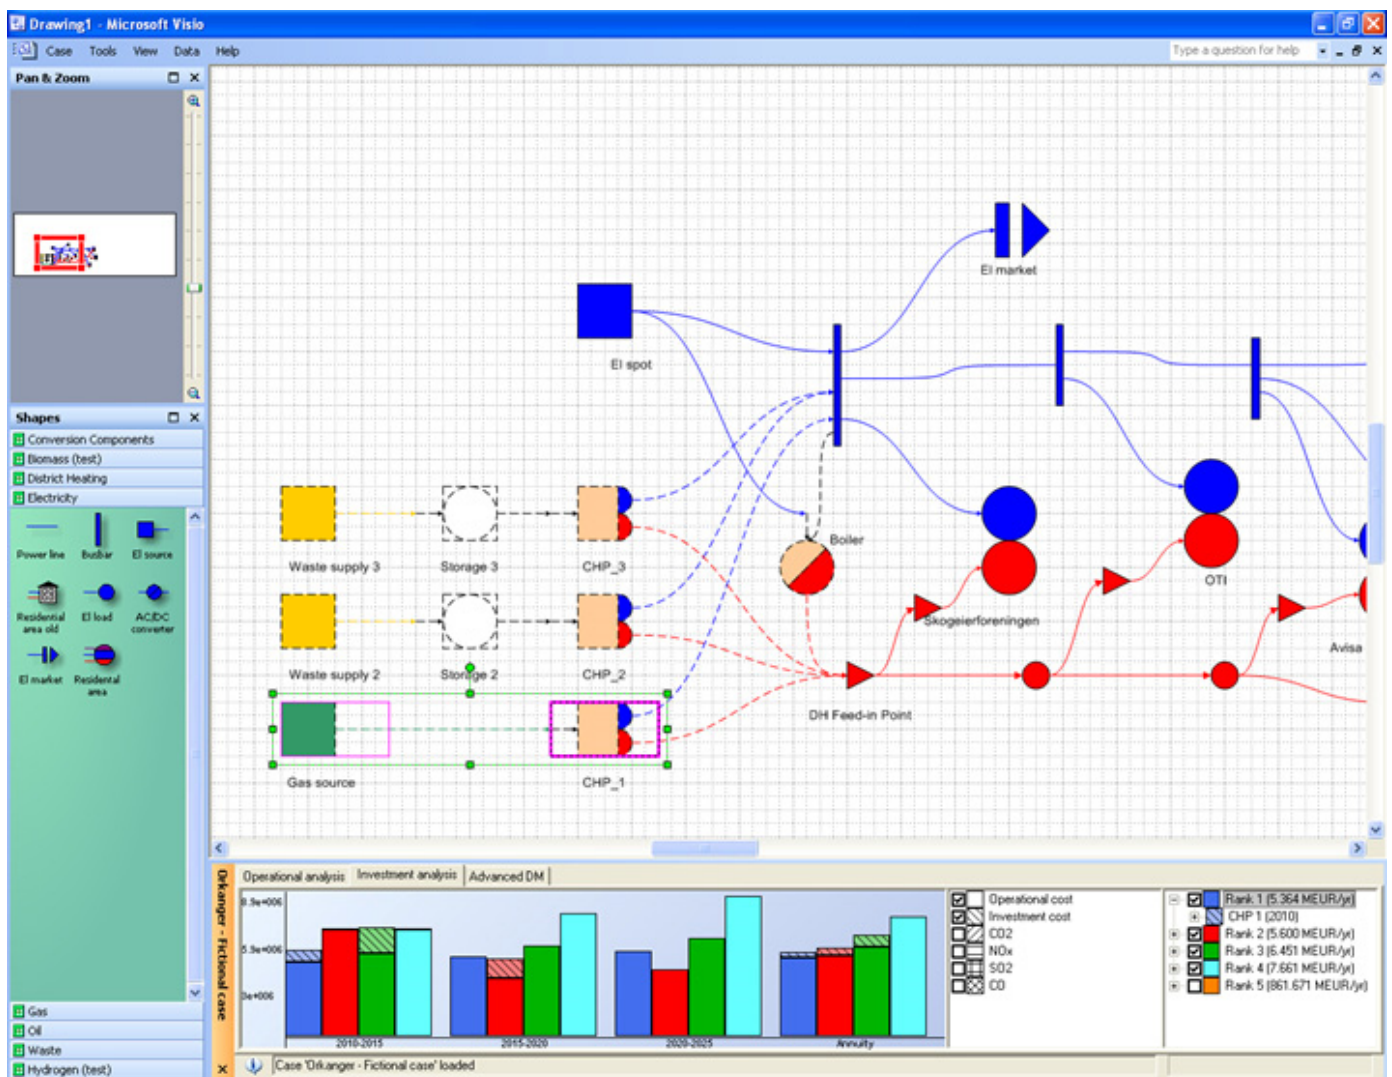 Drawing1 - Microsoft Visio
Case Tools View Data Help
Type a question for help
Pan & Zoom
El market
El spot
Shapes
Conversion Components
Biomass (test)
District Heating
Electricity
Power line Busbar El source
Residential area old El load AC/DC converter
El market Residental area
Boiler
Waste supply 3 Storage 3 CHP_3
OTI
Skogeierforeningen
Avisa
Waste supply 2 Storage 2 CHP_2
DH Feed-in Point
Gas source CHP_1
Orkanger - Fictional case
Operational analysis Investment analysis Advanced DM
8.9e+006
5.9e+006
3e+006
2010-2015 2015-2020 2020-2025 Annuity
Operational cost
Investment cost
CO2
NOx
SO2
CO
Rank 1 (5.364 MEUR/yr)
CHP 1 (2010)
Rank 2 (5.600 MEUR/yr)
Rank 3 (6.451 MEUR/yr)
Rank 4 (7.661 MEUR/yr)
Rank 5 (861.671 MEUR/yr)
Gas
Oil
Waste
Hydrogen (test)
Case 'Orkanger - Fictional case' loaded